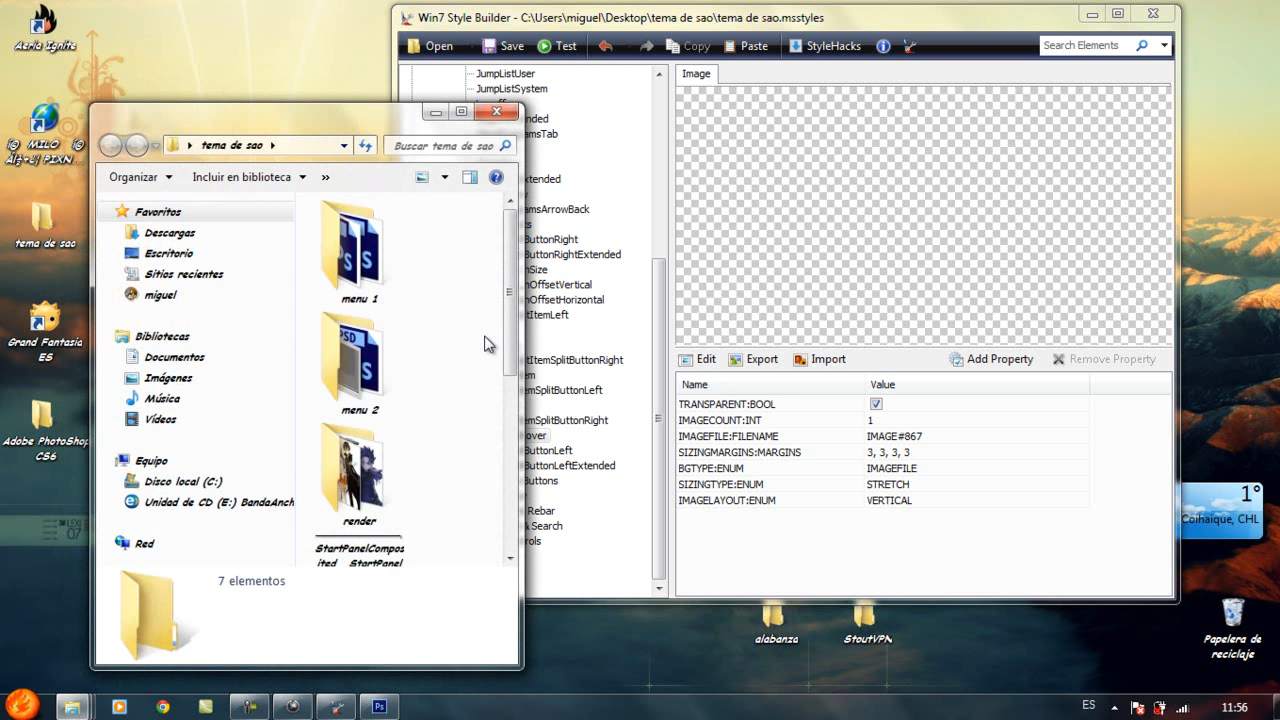 Aeria Ignite
MILO
tema de sao
Grand Fantasia
ES
Adobe PhotoShop
CS6
Win7 Style Builder - C:\Users\miguel\Desktop\tema de sao\tema de sao.msstyles
Open
Save
Test
Copy
Paste
StyleHacks
Search Elements
JumpListUser
JumpListSystem
nded
amsTab
xtended
amsArrowBack
ButtonRight
ButtonRightExtended
nSize
nOffsetVertical
nOffsetHorizontal
tItemLeft
tItemSplitButtonRight
em
emSplitButtonLeft
emSplitButtonRight
over
ButtonLeft
ButtonLeftExtended
Buttons
Rebar
& Search
rols
Image
Edit
Export
Import
Add Property
Remove Property
Name Value
TRANSPARENT:BOOL
IMAGECOUNT:INT 1
IMAGEFILE:FILENAME IMAGE#867
SIZINGMARGINS:MARGINS 3, 3, 3, 3
BGTYPE:ENUM IMAGEFILE
SIZINGTYPE:ENUM STRETCH
IMAGELAYOUT:ENUM VERTICAL
tema de sao
Buscar tema de sao
Organizar
Incluir en biblioteca
»
Favoritos
Descargas
Escritorio
Sitios recientes
miguel
Bibliotecas
Documentos
Imágenes
Música
Vídeos
Equipo
Disco local (C:)
Unidad de CD (E:) BandaAnch
Red
menu 1
PSD
menu 2
render
StartPanelCompos
ited StartPanel
7 elementos
1°
Coihaique, CHL
alabanza
StoutVPN
Papelera de
reciclaje
ES
11:56